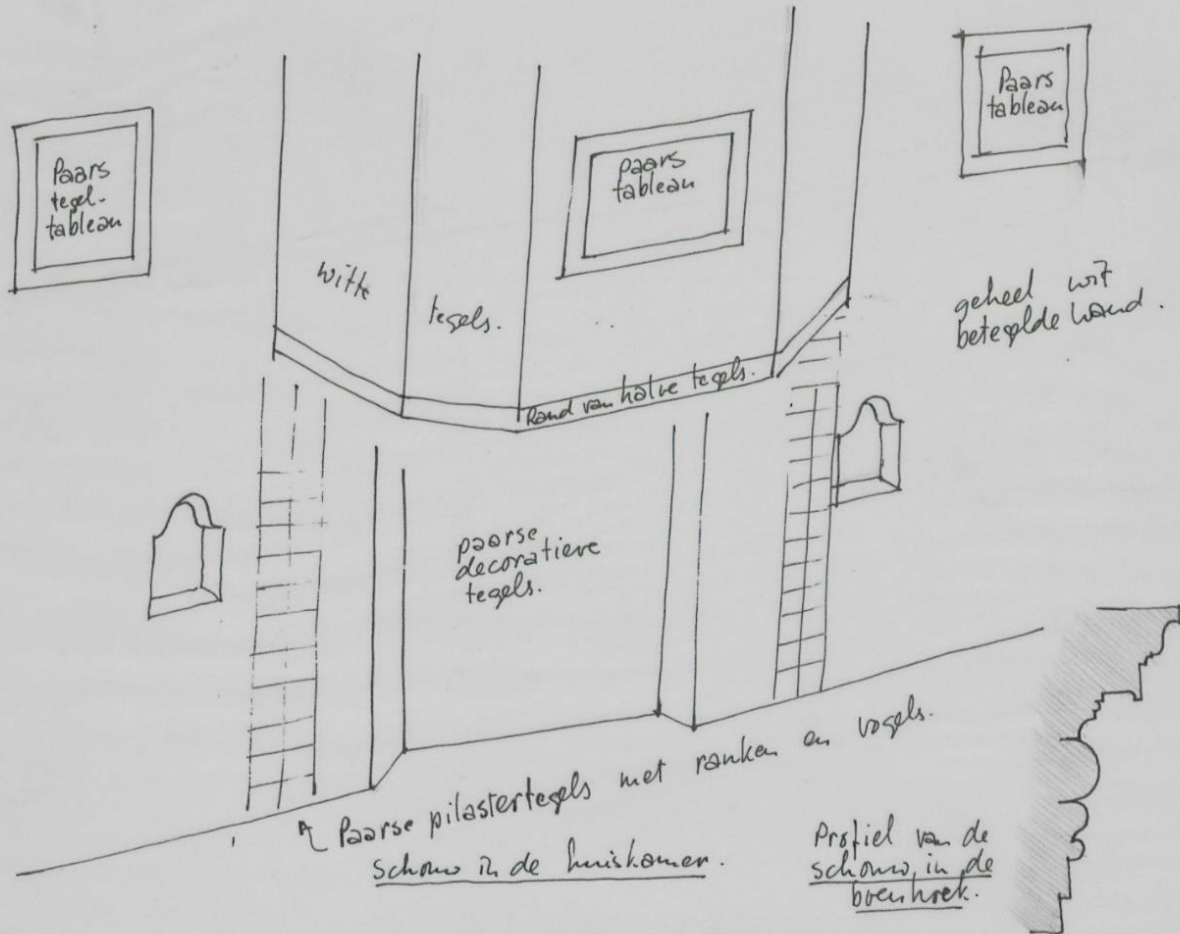 Paars
tegel-
tableau
paars
tableau
Paars
tableau
witte
tegels.
geheel wit
betegelde wand.
Rand van halve tegels.
paarse
decoratieve
tegels.
Paarse pilastertegels met ranken en vogels.
schouw in de huiskamer.
Profiel van de
schouw in de
boenhoek.